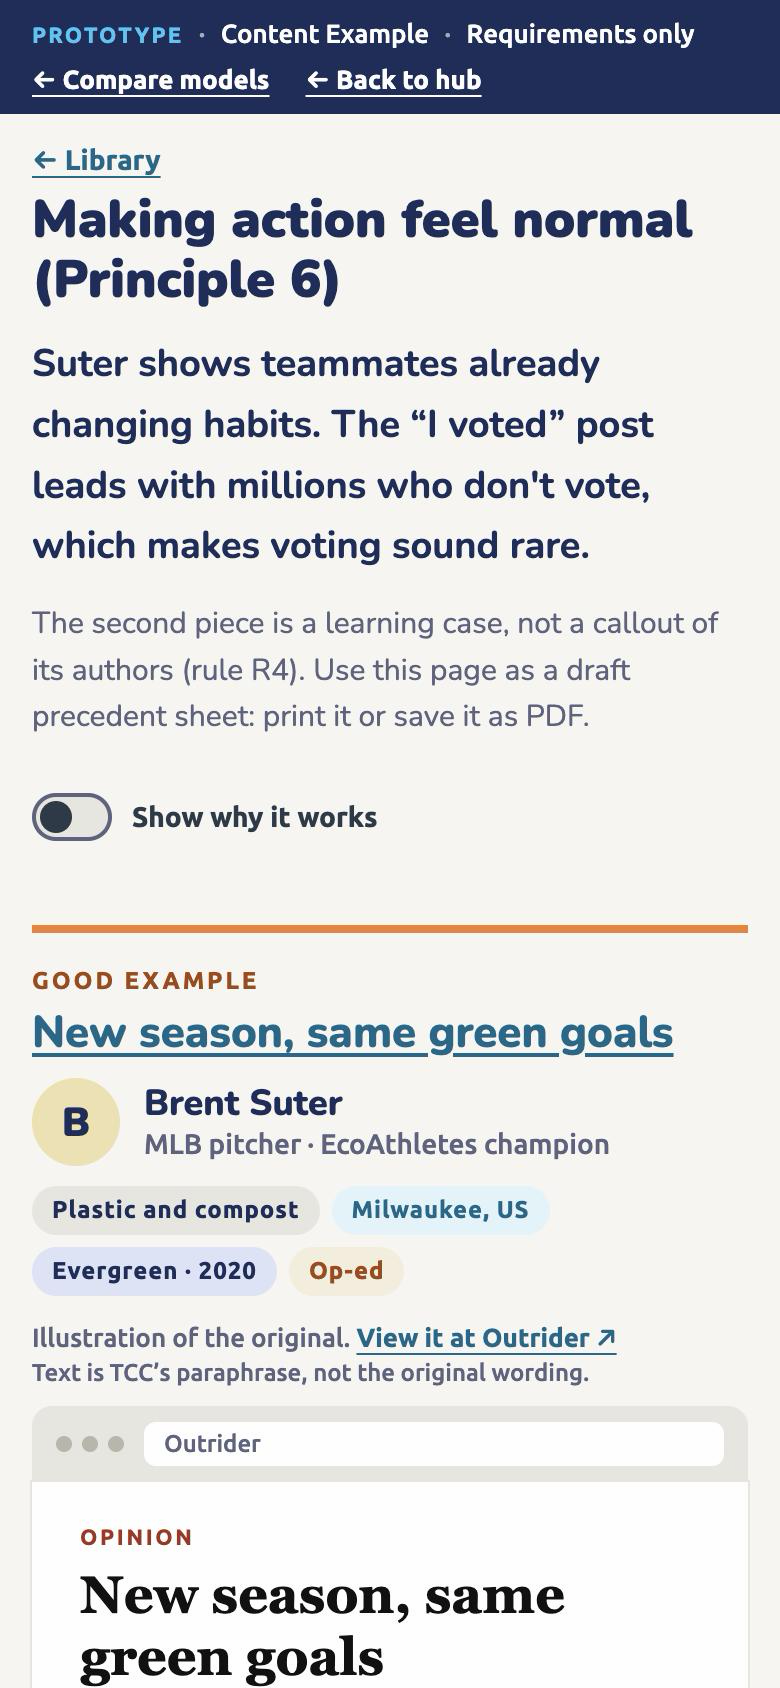 PROTOTYPE · Content Example · Requirements only
← Compare models ← Back to hub
← Library
Making action feel normal
(Principle 6)
Suter shows teammates already
changing habits. The “I voted” post
leads with millions who don't vote,
which makes voting sound rare.
The second piece is a learning case, not a callout of
its authors (rule R4). Use this page as a draft
precedent sheet: print it or save it as PDF.
Show why it works
GOOD EXAMPLE
New season, same green goals
B
Brent Suter
MLB pitcher · EcoAthletes champion
Plastic and compost Milwaukee, US
Evergreen · 2020 Op-ed
Illustration of the original. View it at Outrider ↗
Text is TCC’s paraphrase, not the original wording.
Outrider
OPINION
New season, same
green goals